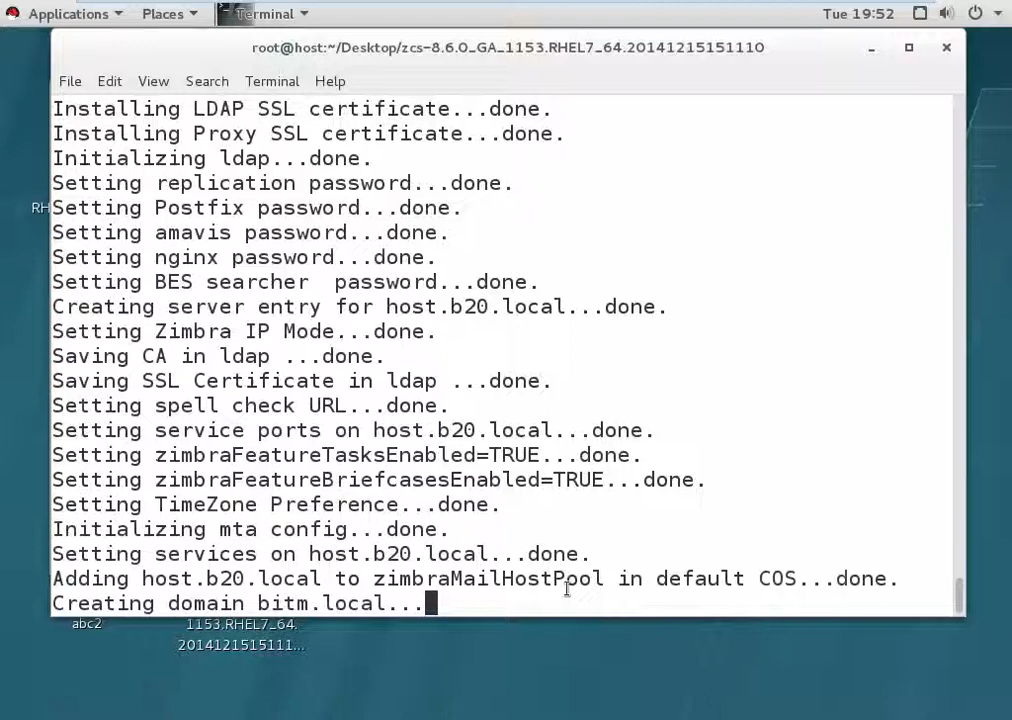 Applications Places Terminal Tue 19:52
root@host:~/Desktop/zcs-8.6.0_GA_1153.RHEL7_64.20141215151110
File Edit View Search Terminal Help
Installing LDAP SSL certificate...done.
Installing Proxy SSL certificate...done.
Initializing ldap...done.
Setting replication password...done.
Setting Postfix password...done.
Setting amavis password...done.
Setting nginx password...done.
Setting BES searcher  password...done.
Creating server entry for host.b20.local...done.
Setting Zimbra IP Mode...done.
Saving CA in ldap ...done.
Saving SSL Certificate in ldap ...done.
Setting spell check URL...done.
Setting service ports on host.b20.local...done.
Setting zimbraFeatureTasksEnabled=TRUE...done.
Setting zimbraFeatureBriefcasesEnabled=TRUE...done.
Setting TimeZone Preference...done.
Initializing mta config...done.
Setting services on host.b20.local...done.
Adding host.b20.local to zimbraMailHostPool in default COS...done.
Creating domain bitm.local...
RH
abc2
1153.RHEL7_64.
2014121515111...